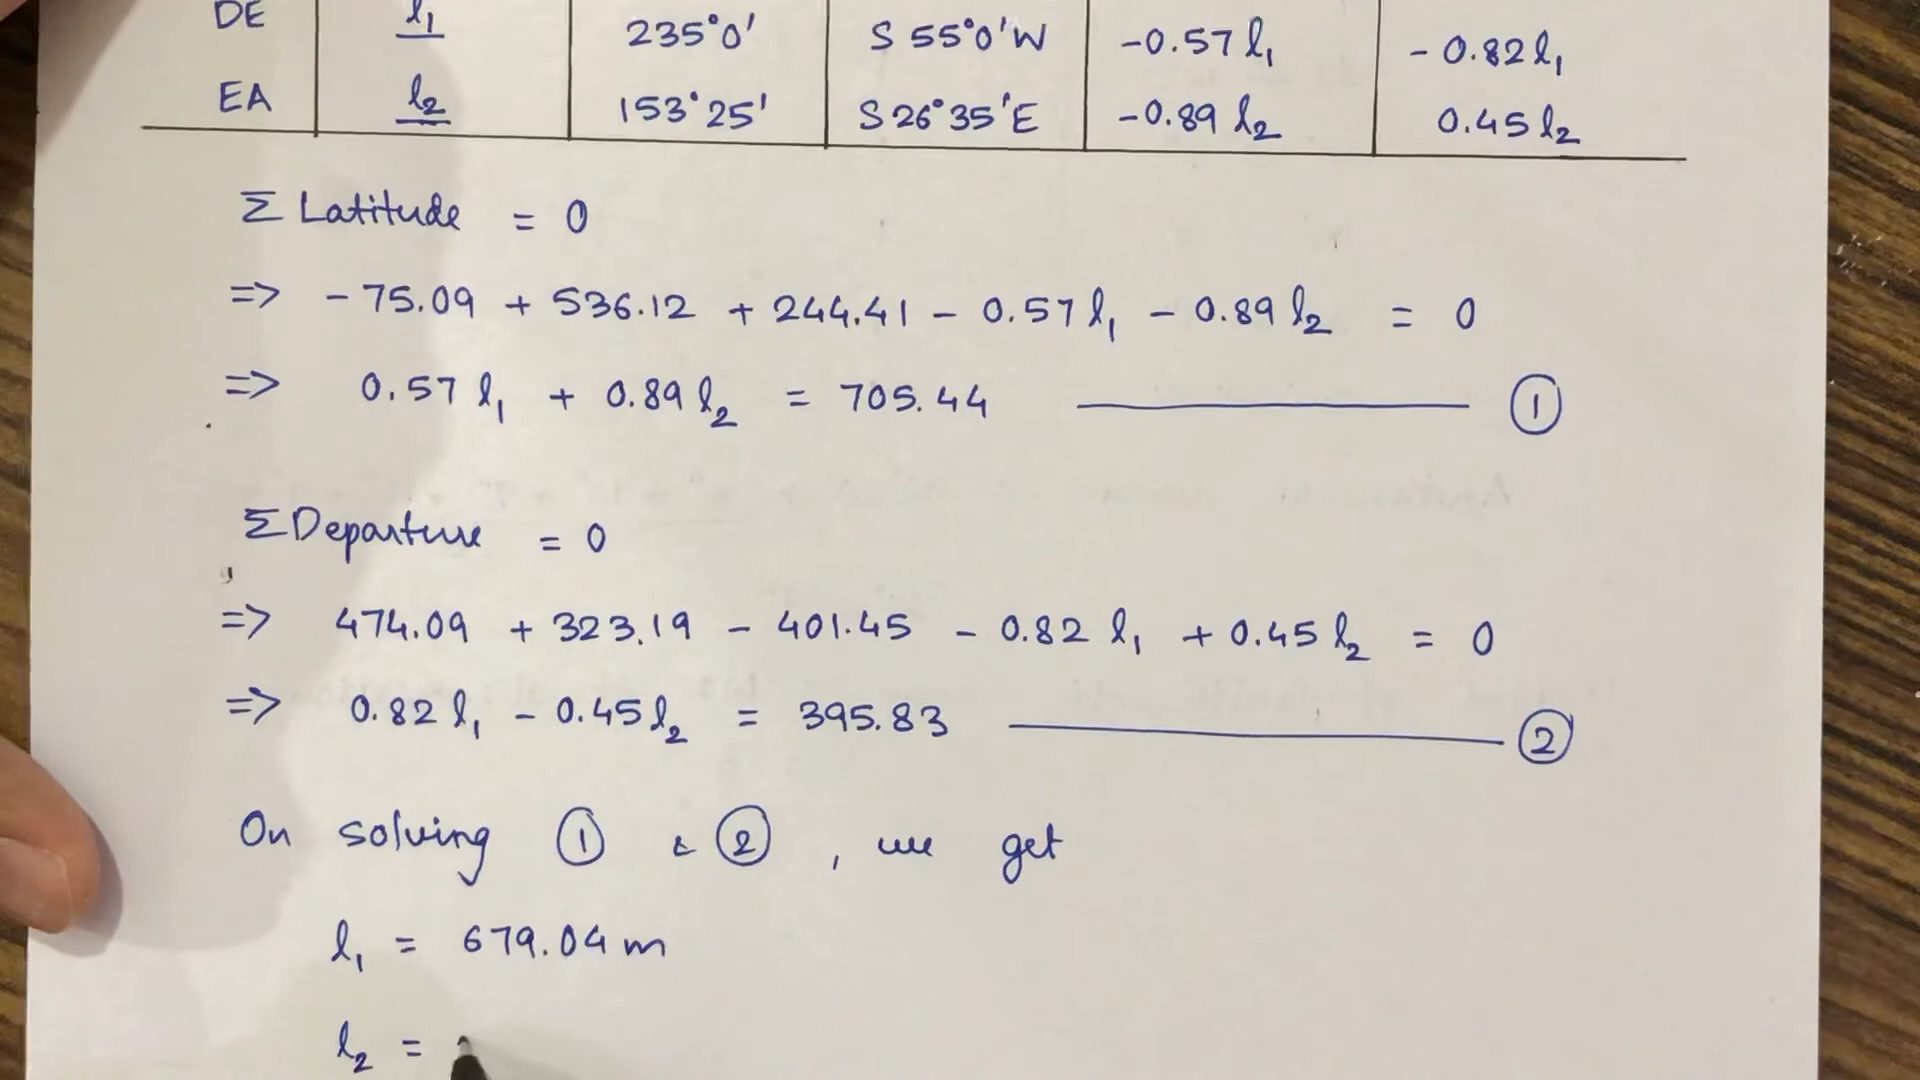 DE l₁ 235°0' S 55°0'W -0.57 l₁ - 0.82 l₁
EA l₂ 153°25' S 26°35'E -0.89 l₂ 0.45 l₂
Σ Latitude = 0
=> - 75.09 + 536.12 + 244.41 - 0.57 l₁ - 0.89 l₂ = 0
=> 0.57 l₁ + 0.89 l₂ = 705.44 ——— ①
Σ Departure = 0
=> 474.09 + 323.19 - 401.45 - 0.82 l₁ + 0.45 l₂ = 0
=> 0.82 l₁ - 0.45 l₂ = 395.83 ——— ②
On solving ① & ② , we get
l₁ = 679.04 m
l₂ =